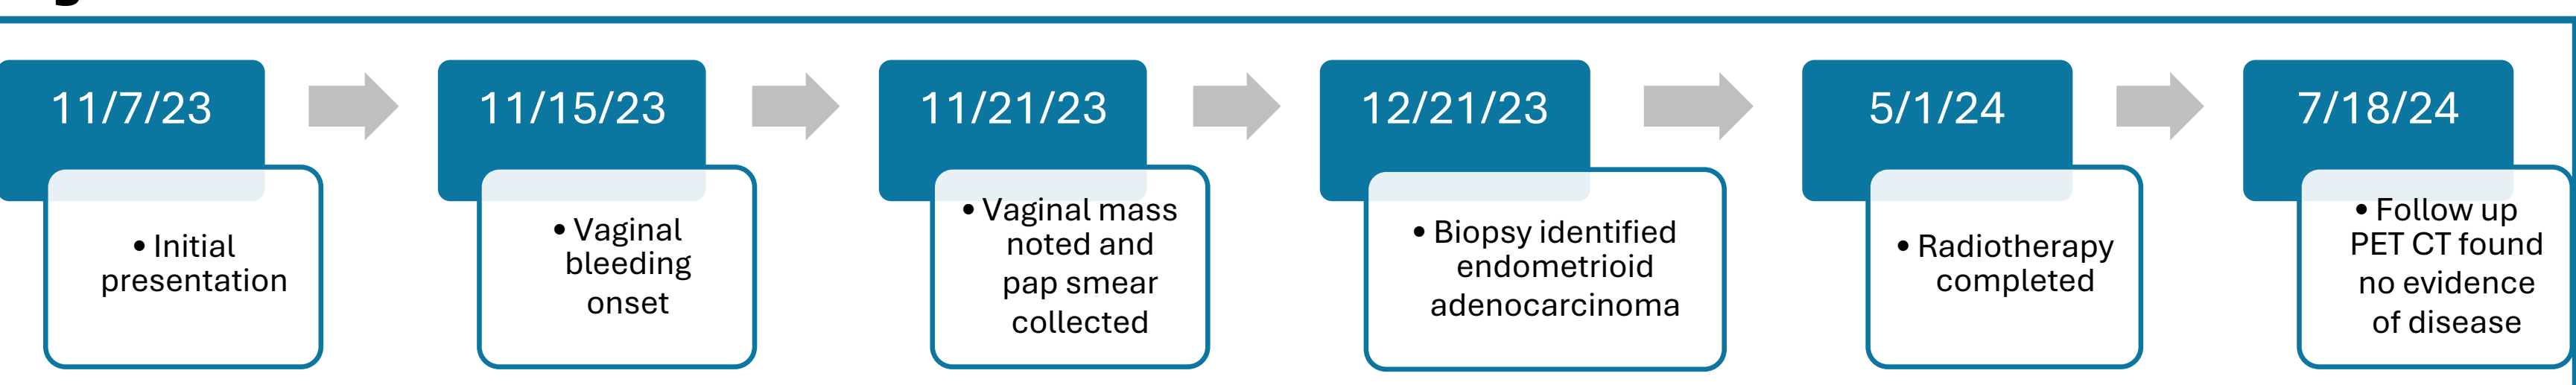 11/7/23
• Initial
presentation
11/15/23
• Vaginal
bleeding
onset
11/21/23
• Vaginal mass
noted and
pap smear
collected
12/21/23
• Biopsy identified
endometrioid
adenocarcinoma
5/1/24
• Radiotherapy
completed
7/18/24
• Follow up
PET CT found
no evidence
of disease